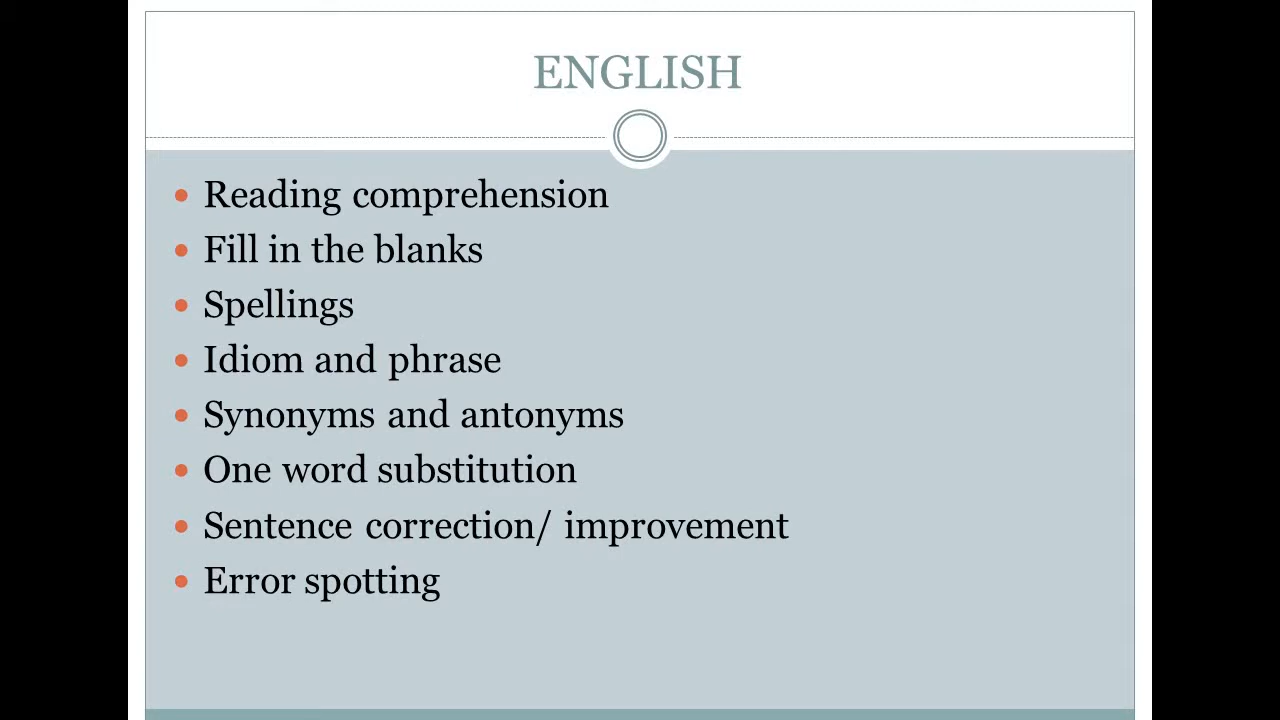 ENGLISH
Reading comprehension
Fill in the blanks
Spellings
Idiom and phrase
Synonyms and antonyms
One word substitution
Sentence correction/ improvement
Error spotting